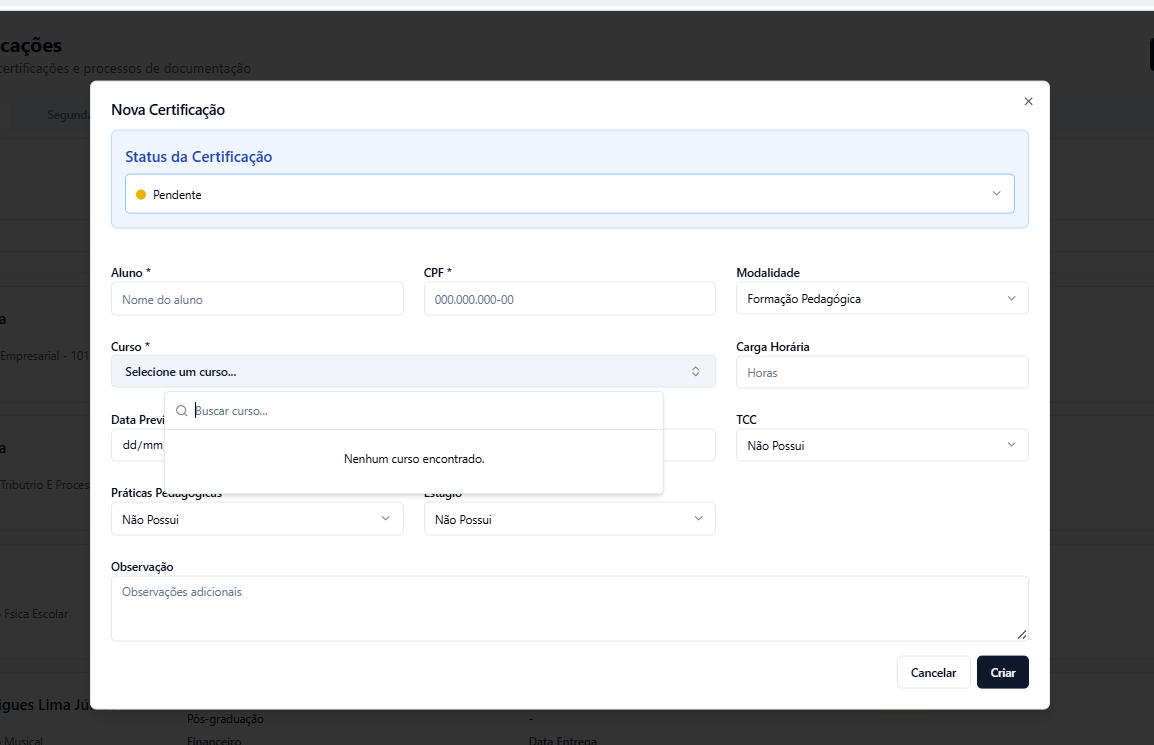 cações
certificações e processos de documentação
Segunda
Nova Certificação
Status da Certificação
Pendente
Aluno *
CPF *
Modalidade
Nome do aluno
000.000.000-00
Formação Pedagógica
Curso *
Carga Horária
Selecione um curso...
Horas
Buscar curso...
Data Previ
TCC
dd/mm
Não Possui
Nenhum curso encontrado.
Práticas Pedagógicas
Estágio
Não Possui
Não Possui
Observação
Observações adicionais
Cancelar
Criar
a
Empresarial - 101
a
Tributrio E Proces
Fsica Escolar
igues Lima Jú
Pós-graduação
-
Musical
Financeiro
Data Entrega